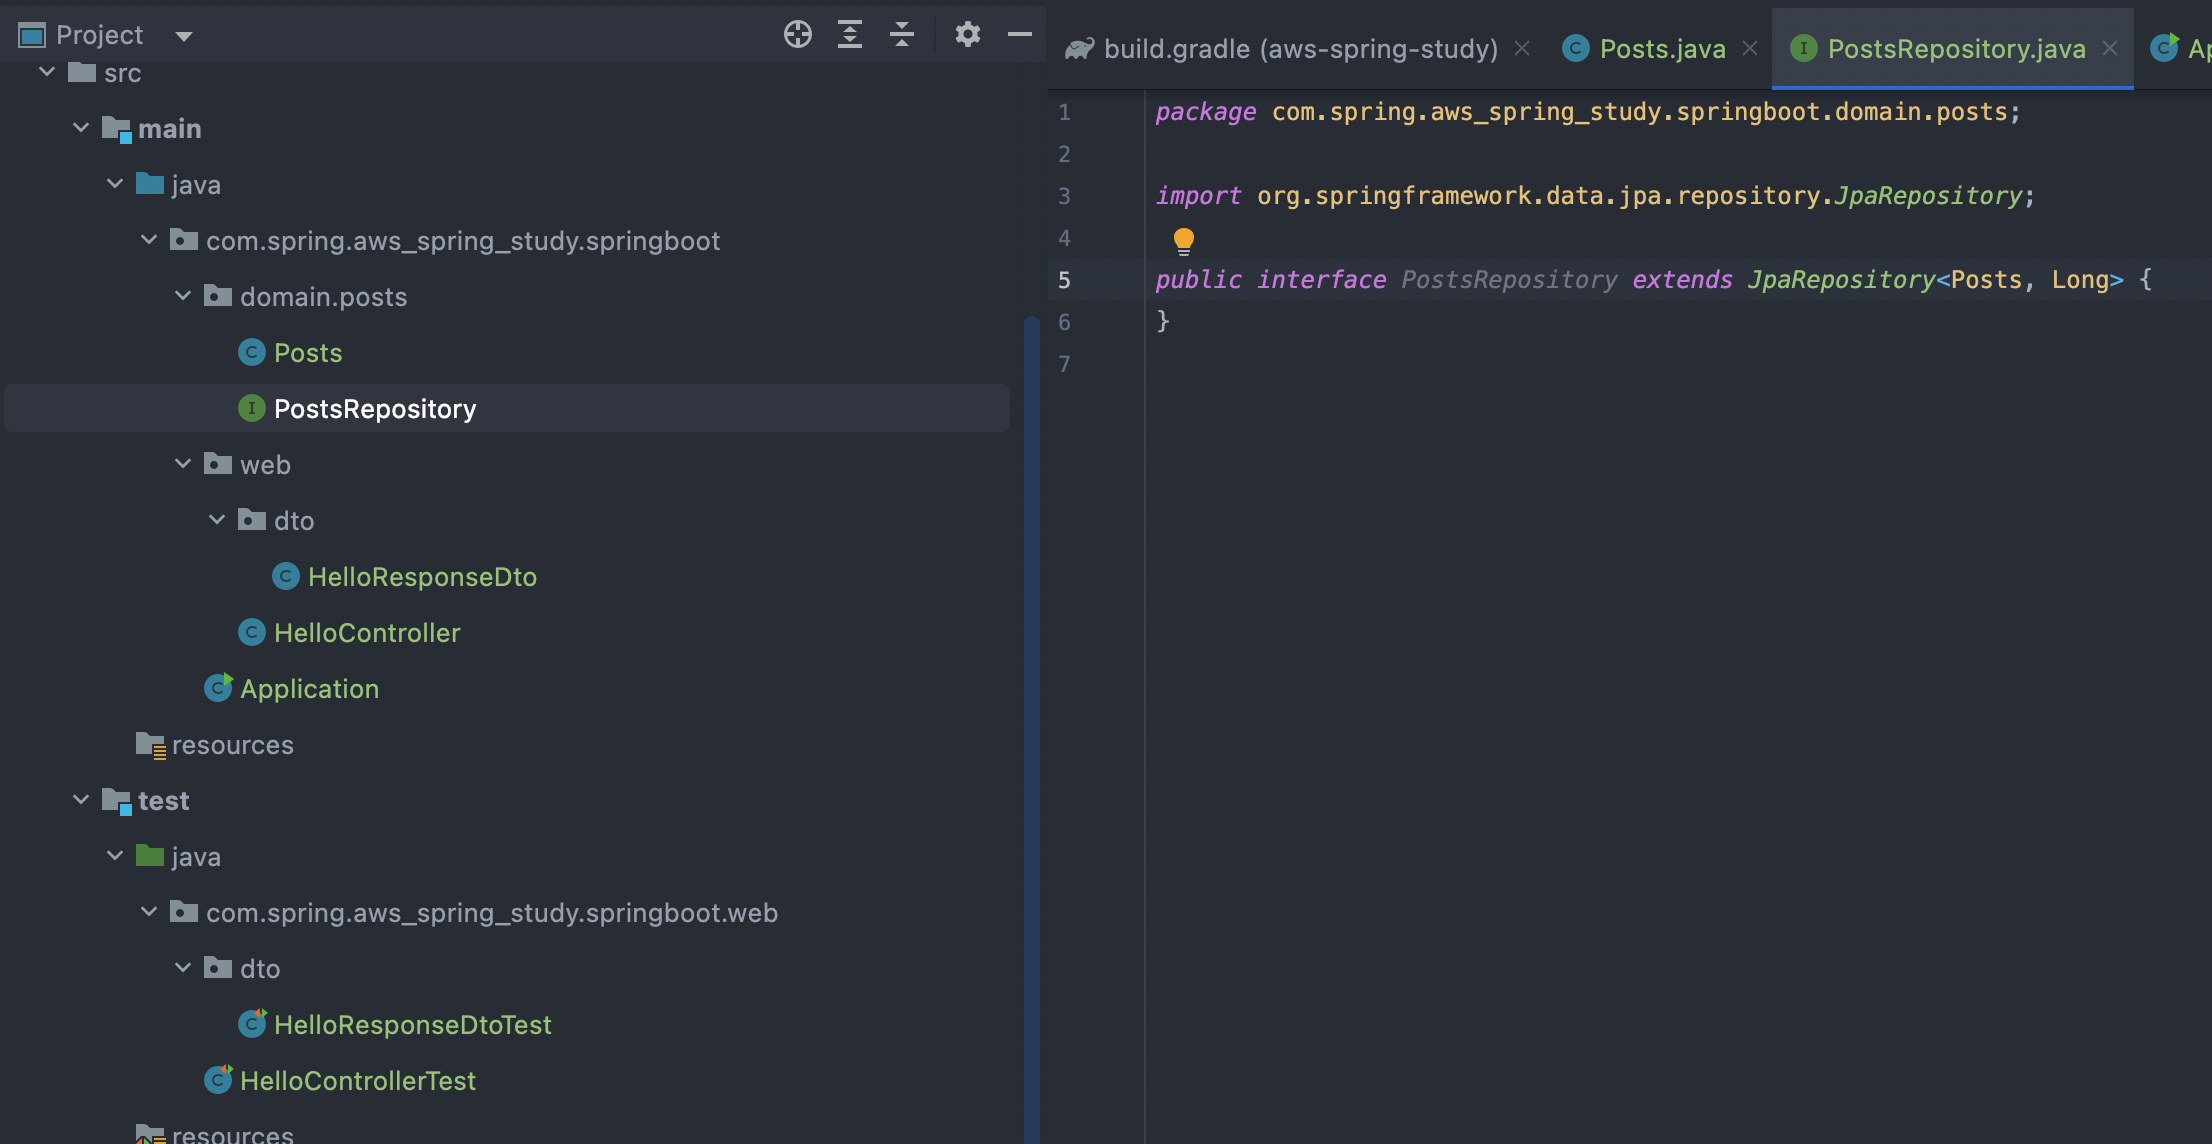 Project
src
main
java
com.spring.aws_spring_study.springboot
domain.posts
C Posts
I PostsRepository
web
dto
C HelloResponseDto
C HelloController
C Application
resources
test
java
com.spring.aws_spring_study.springboot.web
dto
C HelloResponseDtoTest
C HelloControllerTest
resources
build.gradle (aws-spring-study) C Posts.java I PostsRepository.java C Ap
1 package com.spring.aws_spring_study.springboot.domain.posts;
2
3 import org.springframework.data.jpa.repository.JpaRepository;
4
5 public interface PostsRepository extends JpaRepository<Posts, Long> {
6 }
7